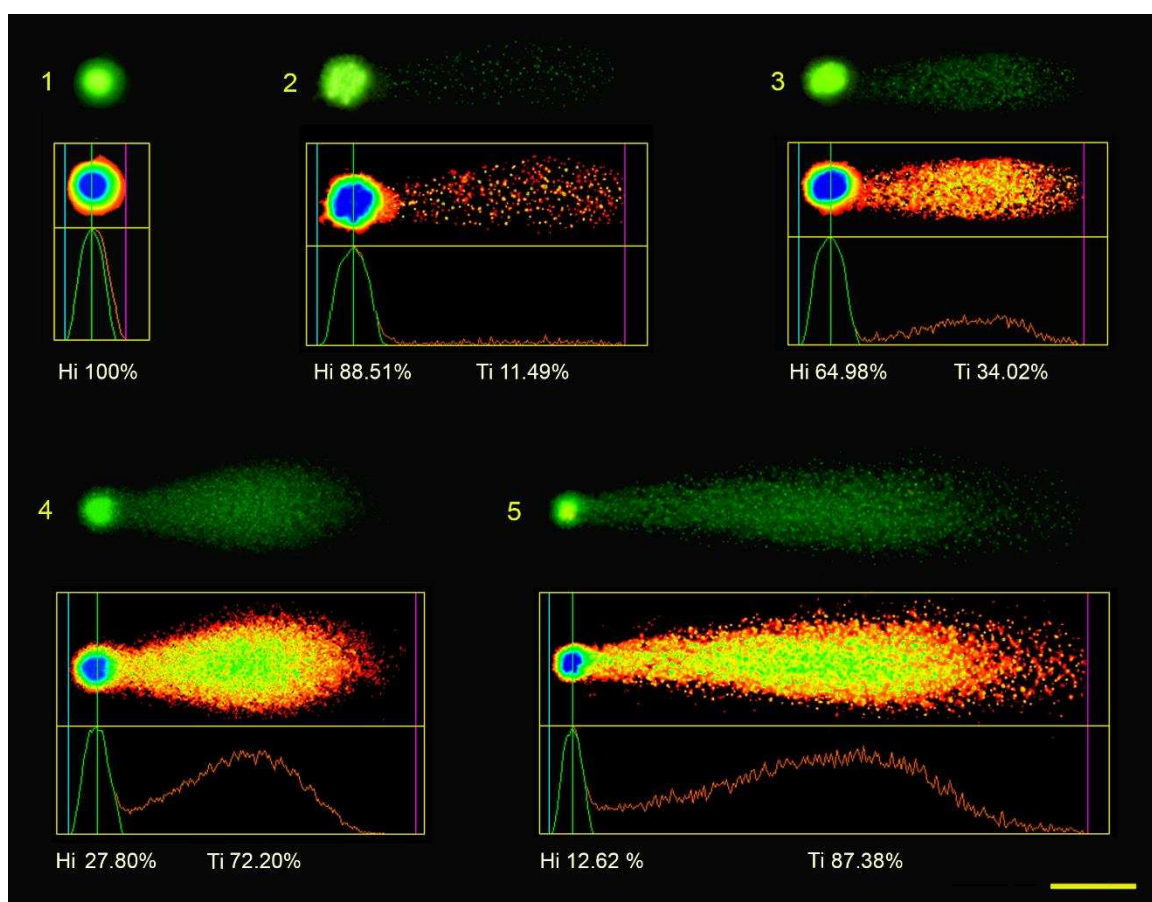 1
2
3
Hi 100%
Hi 88.51%
Ti 11.49%
Hi 64.98%
Ti 34.02%
4
5
Hi 27.80%
Ti 72.20%
Hi 12.62 %
Ti 87.38%